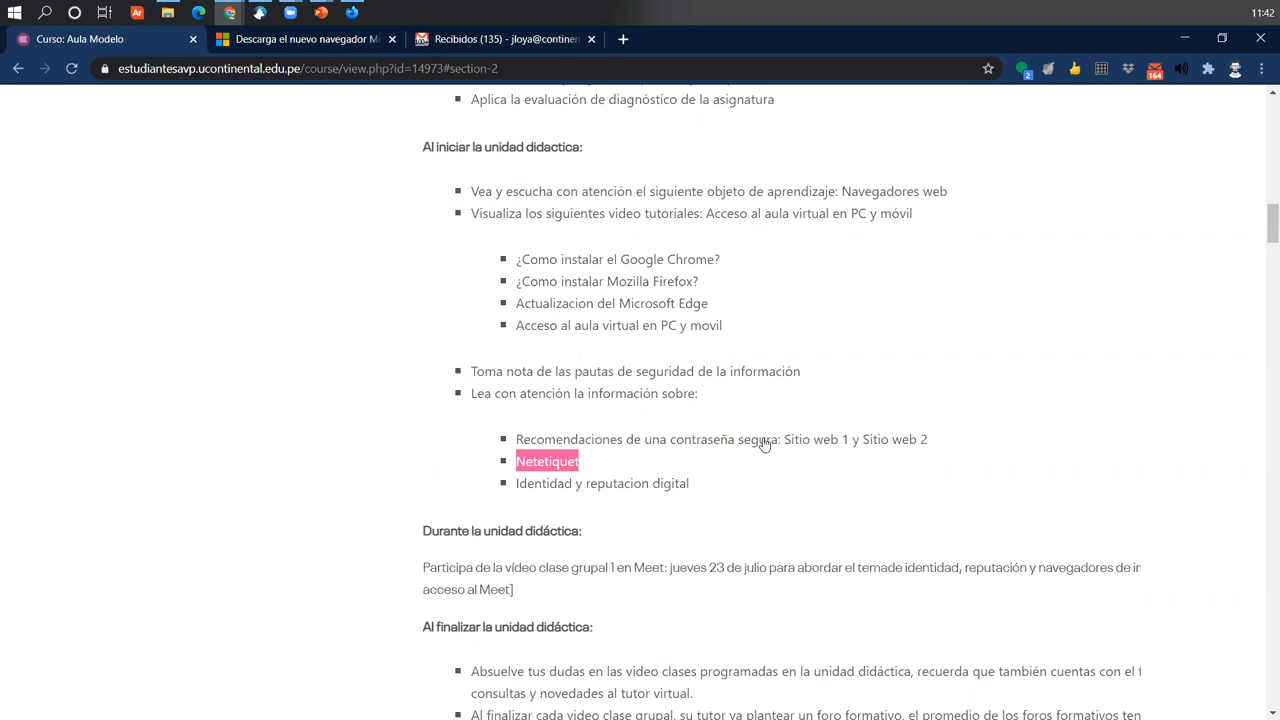 11:42
Curso: Aula Modelo
Descarga el nuevo navegador Mi
Recibidos (135) - jloya@continen
estudiantesavp.ucontinental.edu.pe/course/view.php?id=14973#section-2
2
164
Aplica la evaluación de diagnóstico de la asignatura
Al iniciar la unidad didactica:
Vea y escucha con atención el siguiente objeto de aprendizaje: Navegadores web
Visualiza los siguientes video tutoriales: Acceso al aula virtual en PC y móvil
¿Como instalar el Google Chrome?
¿Como instalar Mozilla Firefox?
Actualizacion del Microsoft Edge
Acceso al aula virtual en PC y movil
Toma nota de las pautas de seguridad de la información
Lea con atención la información sobre:
Recomendaciones de una contraseña segura: Sitio web 1 y Sitio web 2
Netetiquet
Identidad y reputacion digital
Durante la unidad didáctica:
Participa de la vídeo clase grupal 1 en Meet: jueves 23 de julio para abordar el temade identidad, reputación y navegadores de in
acceso al Meet]
Al finalizar la unidad didáctica:
Absuelve tus dudas en las video clases programadas en la unidad didáctica, recuerda que también cuentas con el f
consultas y novedades al tutor virtual.
Al finalizar cada video clase grupal, su tutor va plantear un foro formativo, el promedio de los foros formativos ten